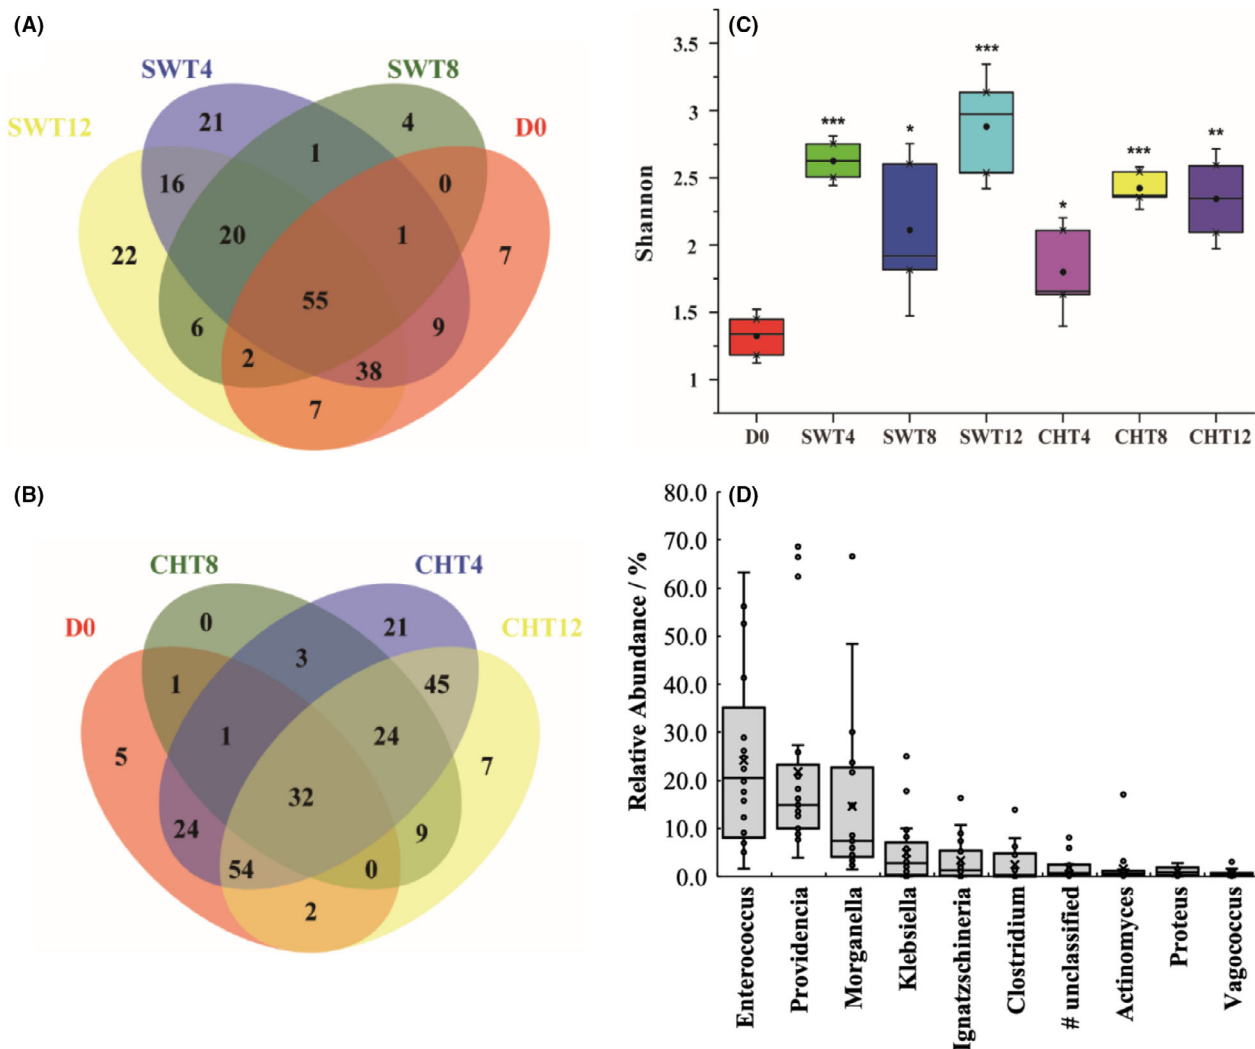 (A)
SWT4
SWT8
SWT12
D0
21
4
1
16
0
20
1
22
7
55
6
9
2
38
7
(B)
CHT8
CHT4
D0
CHT12
0
21
3
1
45
1
24
5
7
32
24
9
54
0
2
(C)
Shannon
3.5
3
2.5
2
1.5
1
***
*
***
*
***
**
D0 SWT4 SWT8 SWT12 CHT4 CHT8 CHT12
(D)
Relative Abundance / %
80.0
70.0
60.0
50.0
40.0
30.0
20.0
10.0
0.0
Enterococcus
Providencia
Morganella
Klebsiella
Ignatzschineria
Clostridium
# unclassified
Actinomyces
Proteus
Vagococcus